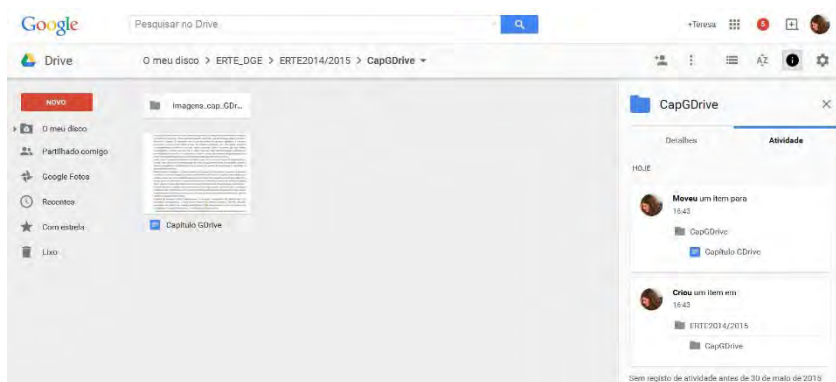 Google
Pesquisar no Drive
+Teresa
5
Drive
O meu disco > ERTE_DGE > ERTE2014/2015 > CapGDrive
AZ
NOVO
O meu disco
Partilhado comigo
Google Fotos
Recentes
Com estrela
Lixo
Imagens_cap_GDr...
Capítulo GDrive
CapGDrive
Detalhes
Atividade
HOJE
Moveu um item para
16:43
CapGDrive
Capítulo GDrive
Criou um item em
16:43
ERTE2014/2015
CapGDrive
Sem registo de atividade antes de 30 de maio de 2015